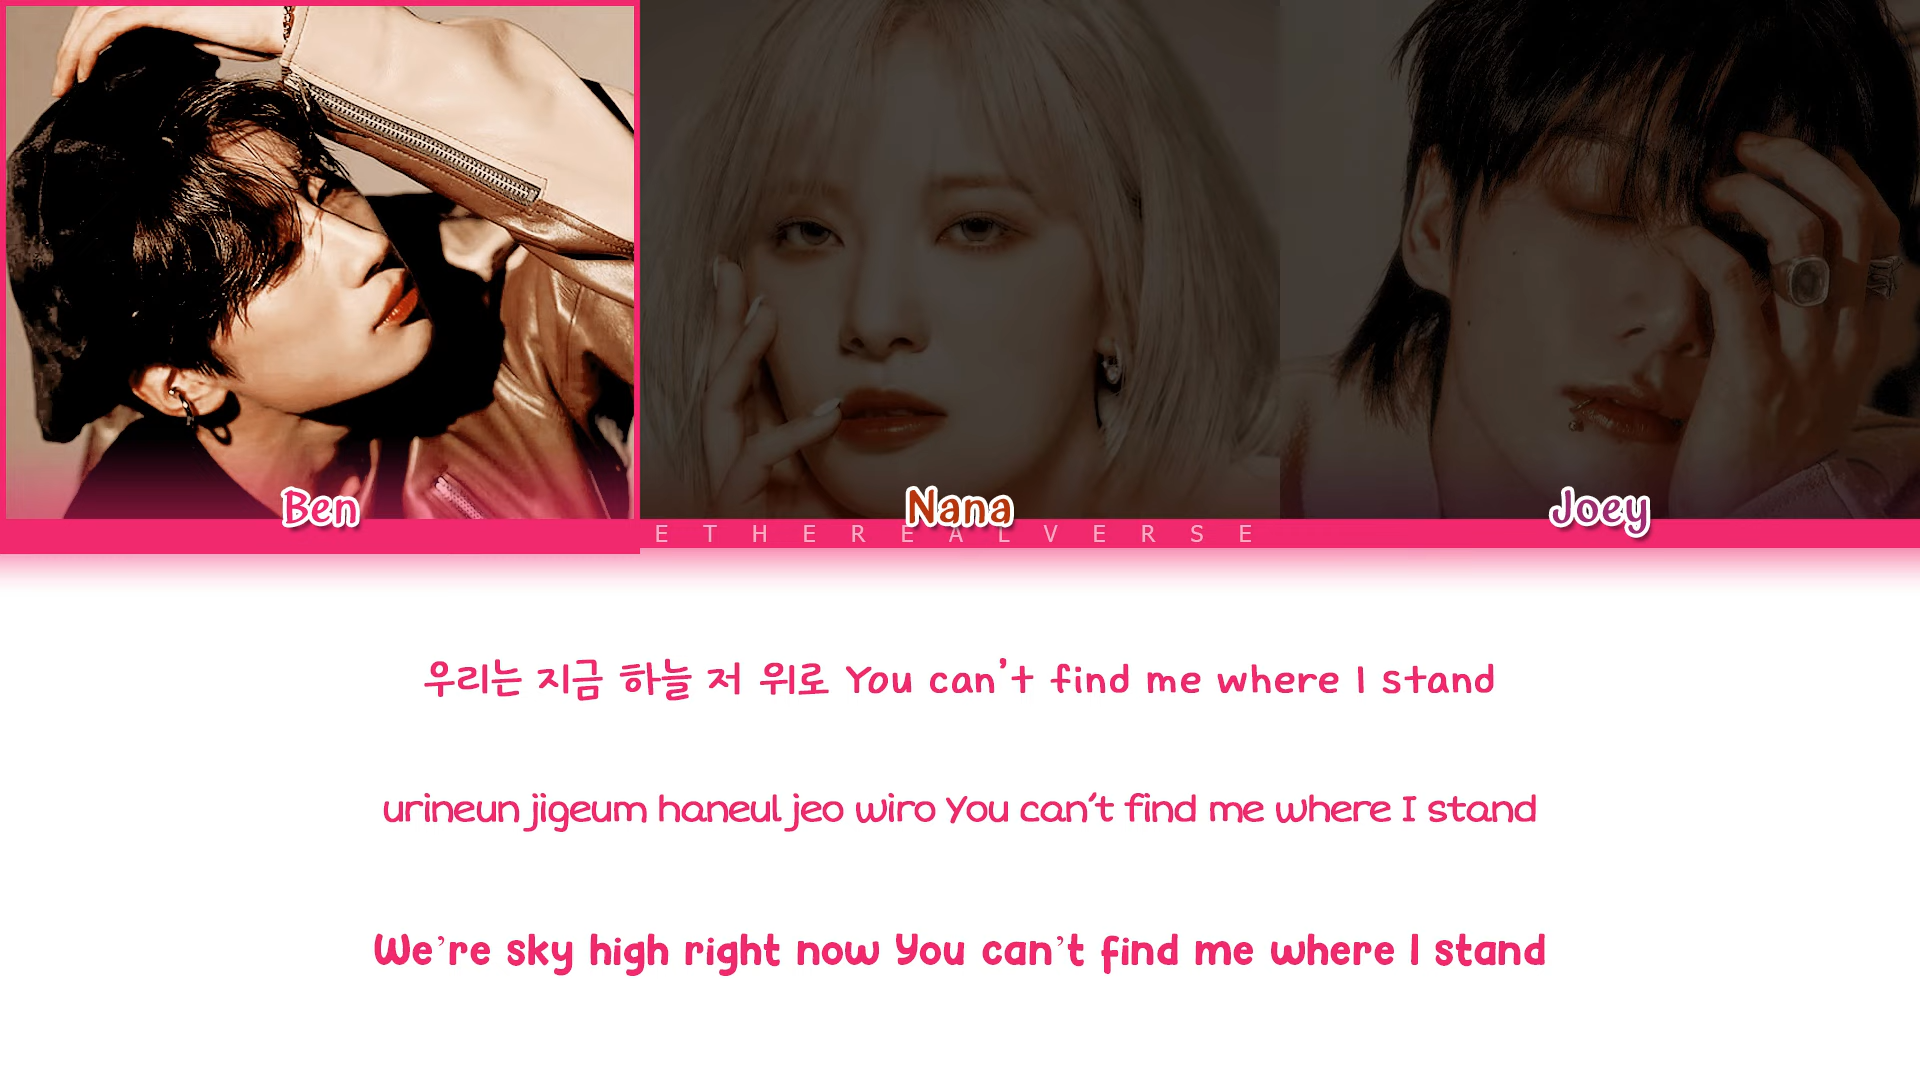 Ben
Nana
Joey
ETHEREALVERSE
우리는 지금 하늘 저 위로 You can't find me where I stand
urineun jigeum haneul jeo wiro You can't find me where I stand
We're sky high right now You can't find me where I stand